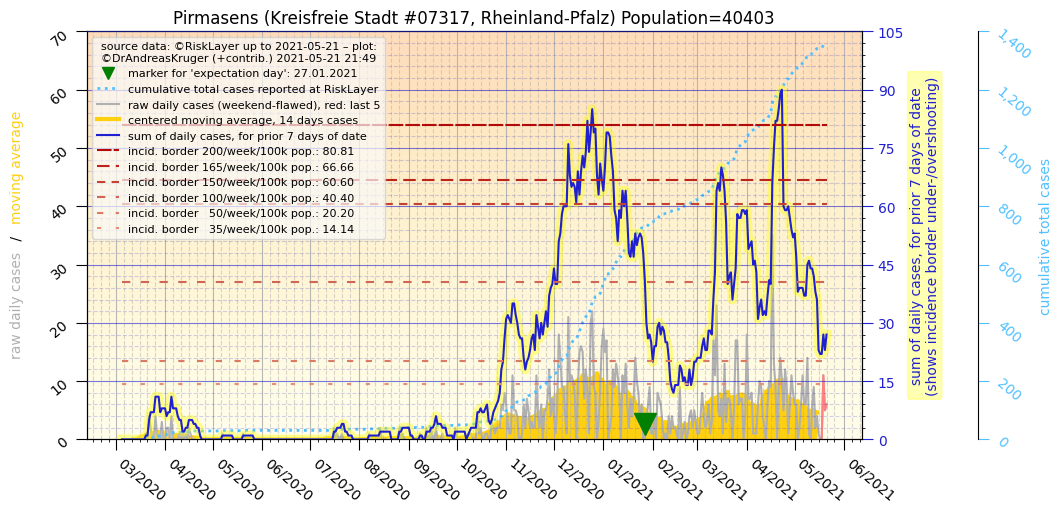 Pirmasens (Kreisfreie Stadt #07317, Rheinland-Pfalz) Population=40403
source data: ©RiskLayer up to 2021-05-21 – plot:
©DrAndreasKruger (+contrib.) 2021-05-21 21:49
marker for 'expectation day': 27.01.2021
cumulative total cases reported at RiskLayer
raw daily cases (weekend-flawed), red: last 5
centered moving average, 14 days cases
sum of daily cases, for prior 7 days of date
incid. border 200/week/100k pop.: 80.81
incid. border 165/week/100k pop.: 66.66
incid. border 150/week/100k pop.: 60.60
incid. border 100/week/100k pop.: 40.40
incid. border   50/week/100k pop.: 20.20
incid. border   35/week/100k pop.: 14.14
raw daily cases  /  moving average
70
60
50
40
30
20
10
0
03/2020
04/2020
05/2020
06/2020
07/2020
08/2020
09/2020
10/2020
11/2020
12/2020
01/2021
02/2021
03/2021
04/2021
05/2021
06/2021
105
90
75
60
45
30
15
0
sum of daily cases, for prior 7 days of date
(shows incidence border under-/overshooting)
1,400
1,200
1,000
800
600
400
200
0
cumulative total cases